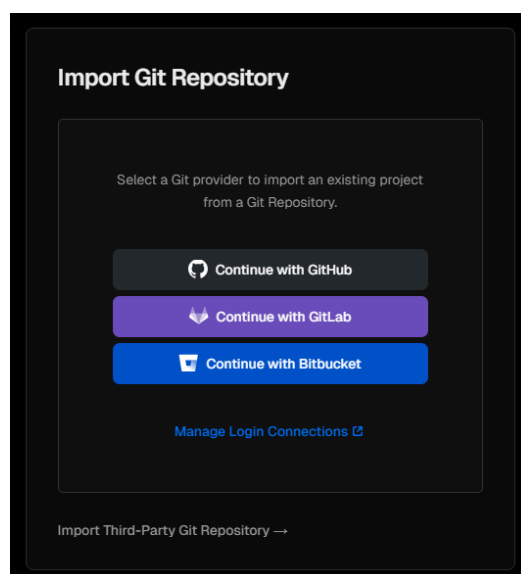 Import Git Repository
Select a Git provider to import an existing project
from a Git Repository.
Continue with GitHub
Continue with GitLab
Continue with Bitbucket
Manage Login Connections
Import Third-Party Git Repository →